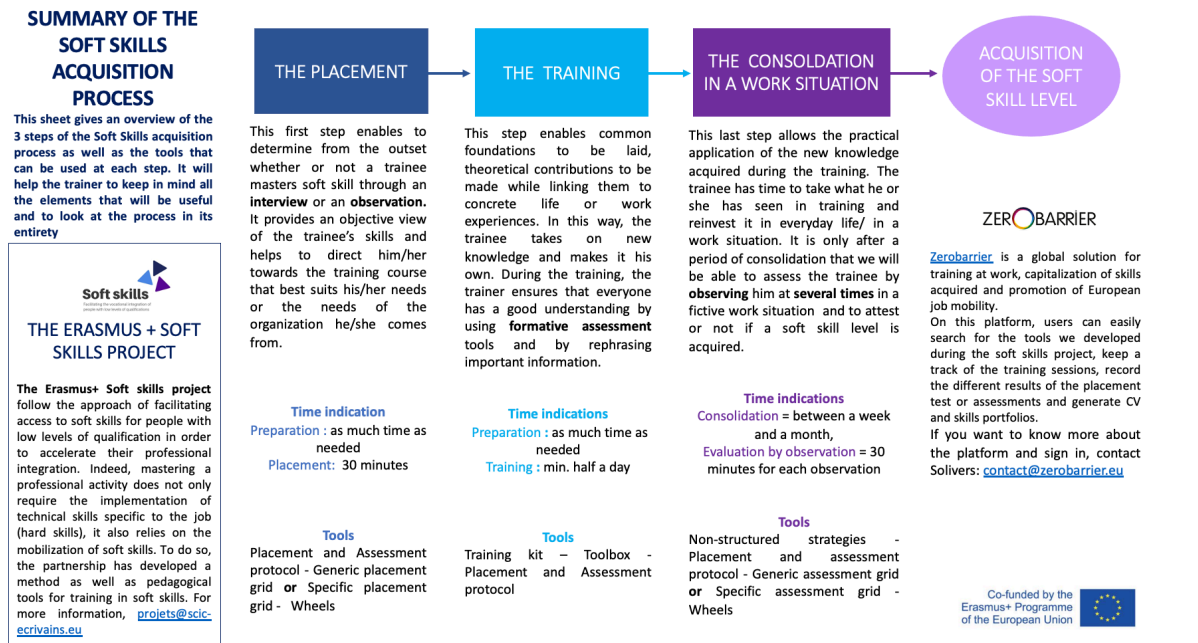 SUMMARY OF THE
SOFT SKILLS
ACQUISITION
PROCESS
This sheet gives an overview of the
3 steps of the Soft Skills acquisition
process as well as the tools that
can be used at each step. It will
help the trainer to keep in mind all
the elements that will be useful
and to look at the process in its
entirety
Soft skills
Facilitating the vocational integration of
people with low levels of qualifications
THE ERASMUS + SOFT
SKILLS PROJECT
The Erasmus+ Soft skills project
follow the approach of facilitating
access to soft skills for people with
low levels of qualification in order
to accelerate their professional
integration. Indeed, mastering a
professional activity does not only
require the implementation of
technical skills specific to the job
(hard skills), it also relies on the
mobilization of soft skills. To do so,
the partnership has developed a
method as well as pedagogical
tools for training in soft skills. For
more information, projets@scic-
ecrivains.eu
THE PLACEMENT
This first step enables to
determine from the outset
whether or not a trainee
masters soft skill through an
interview or an observation.
It provides an objective view
of the trainee's skills and
helps to direct him/her
towards the training course
that best suits his/her needs
or the needs of the
organization he/she comes
from.
Time indication
Preparation : as much time as
needed
Placement: 30 minutes
Tools
Placement and Assessment
protocol - Generic placement
grid or Specific placement
grid - Wheels
THE TRAINING
This step enables common
foundations to be laid,
theoretical contributions to be
made while linking them to
concrete life or work
experiences. In this way, the
trainee takes on new
knowledge and makes it his
own. During the training, the
trainer ensures that everyone
has a good understanding by
using formative assessment
tools and by rephrasing
important information.
Time indications
Preparation : as much time as
needed
Training : min. half a day
Tools
Training kit – Toolbox -
Placement and Assessment
protocol
THE CONSOLDATION
IN A WORK SITUATION
This last step allows the practical
application of the new knowledge
acquired during the training. The
trainee has time to take what he or
she has seen in training and
reinvest it in everyday life/ in a
work situation. It is only after a
period of consolidation that we will
be able to assess the trainee by
observing him at several times in a
fictive work situation and to attest
or not if a soft skill level is
acquired.
Time indications
Consolidation = between a week
and a month,
Evaluation by observation = 30
minutes for each observation
Tools
Non-structured strategies -
Placement and assessment
protocol - Generic assessment grid
or Specific assessment grid -
Wheels
ACQUISITION
OF THE SOFT
SKILL LEVEL
ZEROBARRIER
Zerobarrier is a global solution for
training at work, capitalization of skills
acquired and promotion of European
job mobility.
On this platform, users can easily
search for the tools we developed
during the soft skills project, keep a
track of the training sessions, record
the different results of the placement
test or assessments and generate CV
and skills portfolios.
If you want to know more about
the platform and sign in, contact
Solivers: contact@zerobarrier.eu
Co-funded by the
Erasmus+ Programme
of the European Union